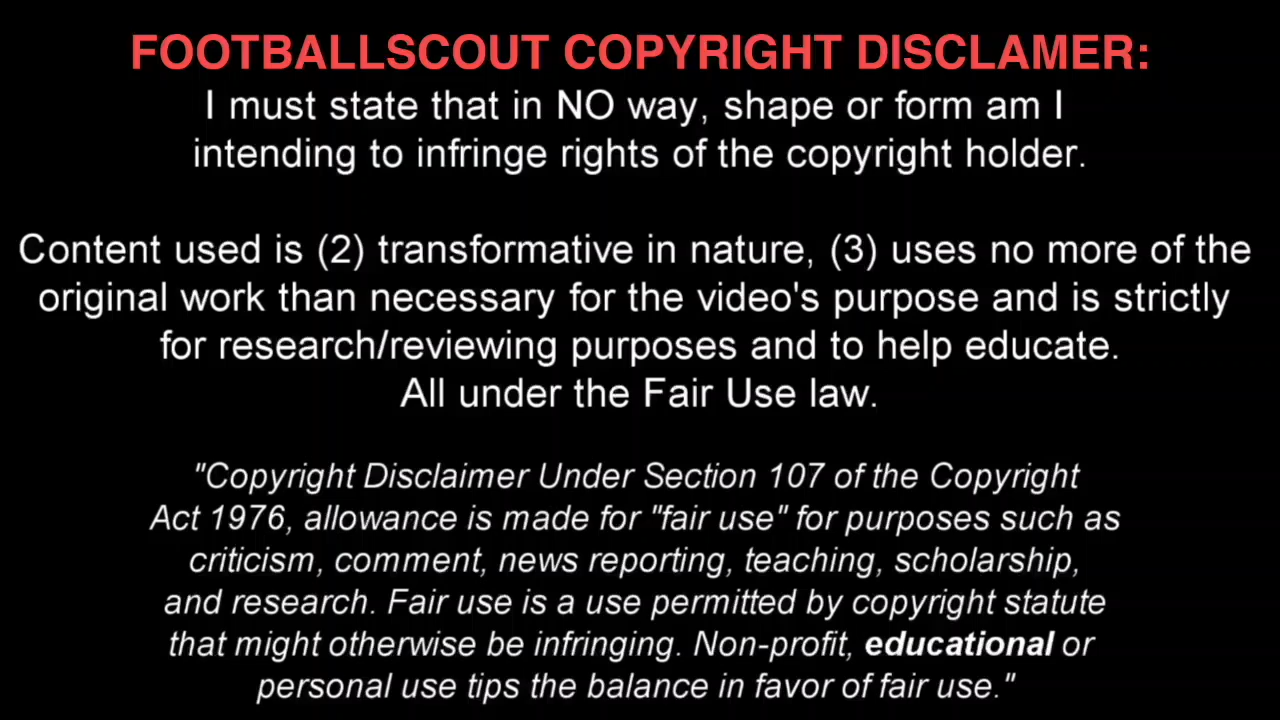 FOOTBALLSCOUT COPYRIGHT DISCLAMER:
I must state that in NO way, shape or form am I
intending to infringe rights of the copyright holder.
Content used is (2) transformative in nature, (3) uses no more of the
original work than necessary for the video's purpose and is strictly
for research/reviewing purposes and to help educate.
All under the Fair Use law.
"Copyright Disclaimer Under Section 107 of the Copyright
Act 1976, allowance is made for "fair use" for purposes such as
criticism, comment, news reporting, teaching, scholarship,
and research. Fair use is a use permitted by copyright statute
that might otherwise be infringing. Non-profit, educational or
personal use tips the balance in favor of fair use."